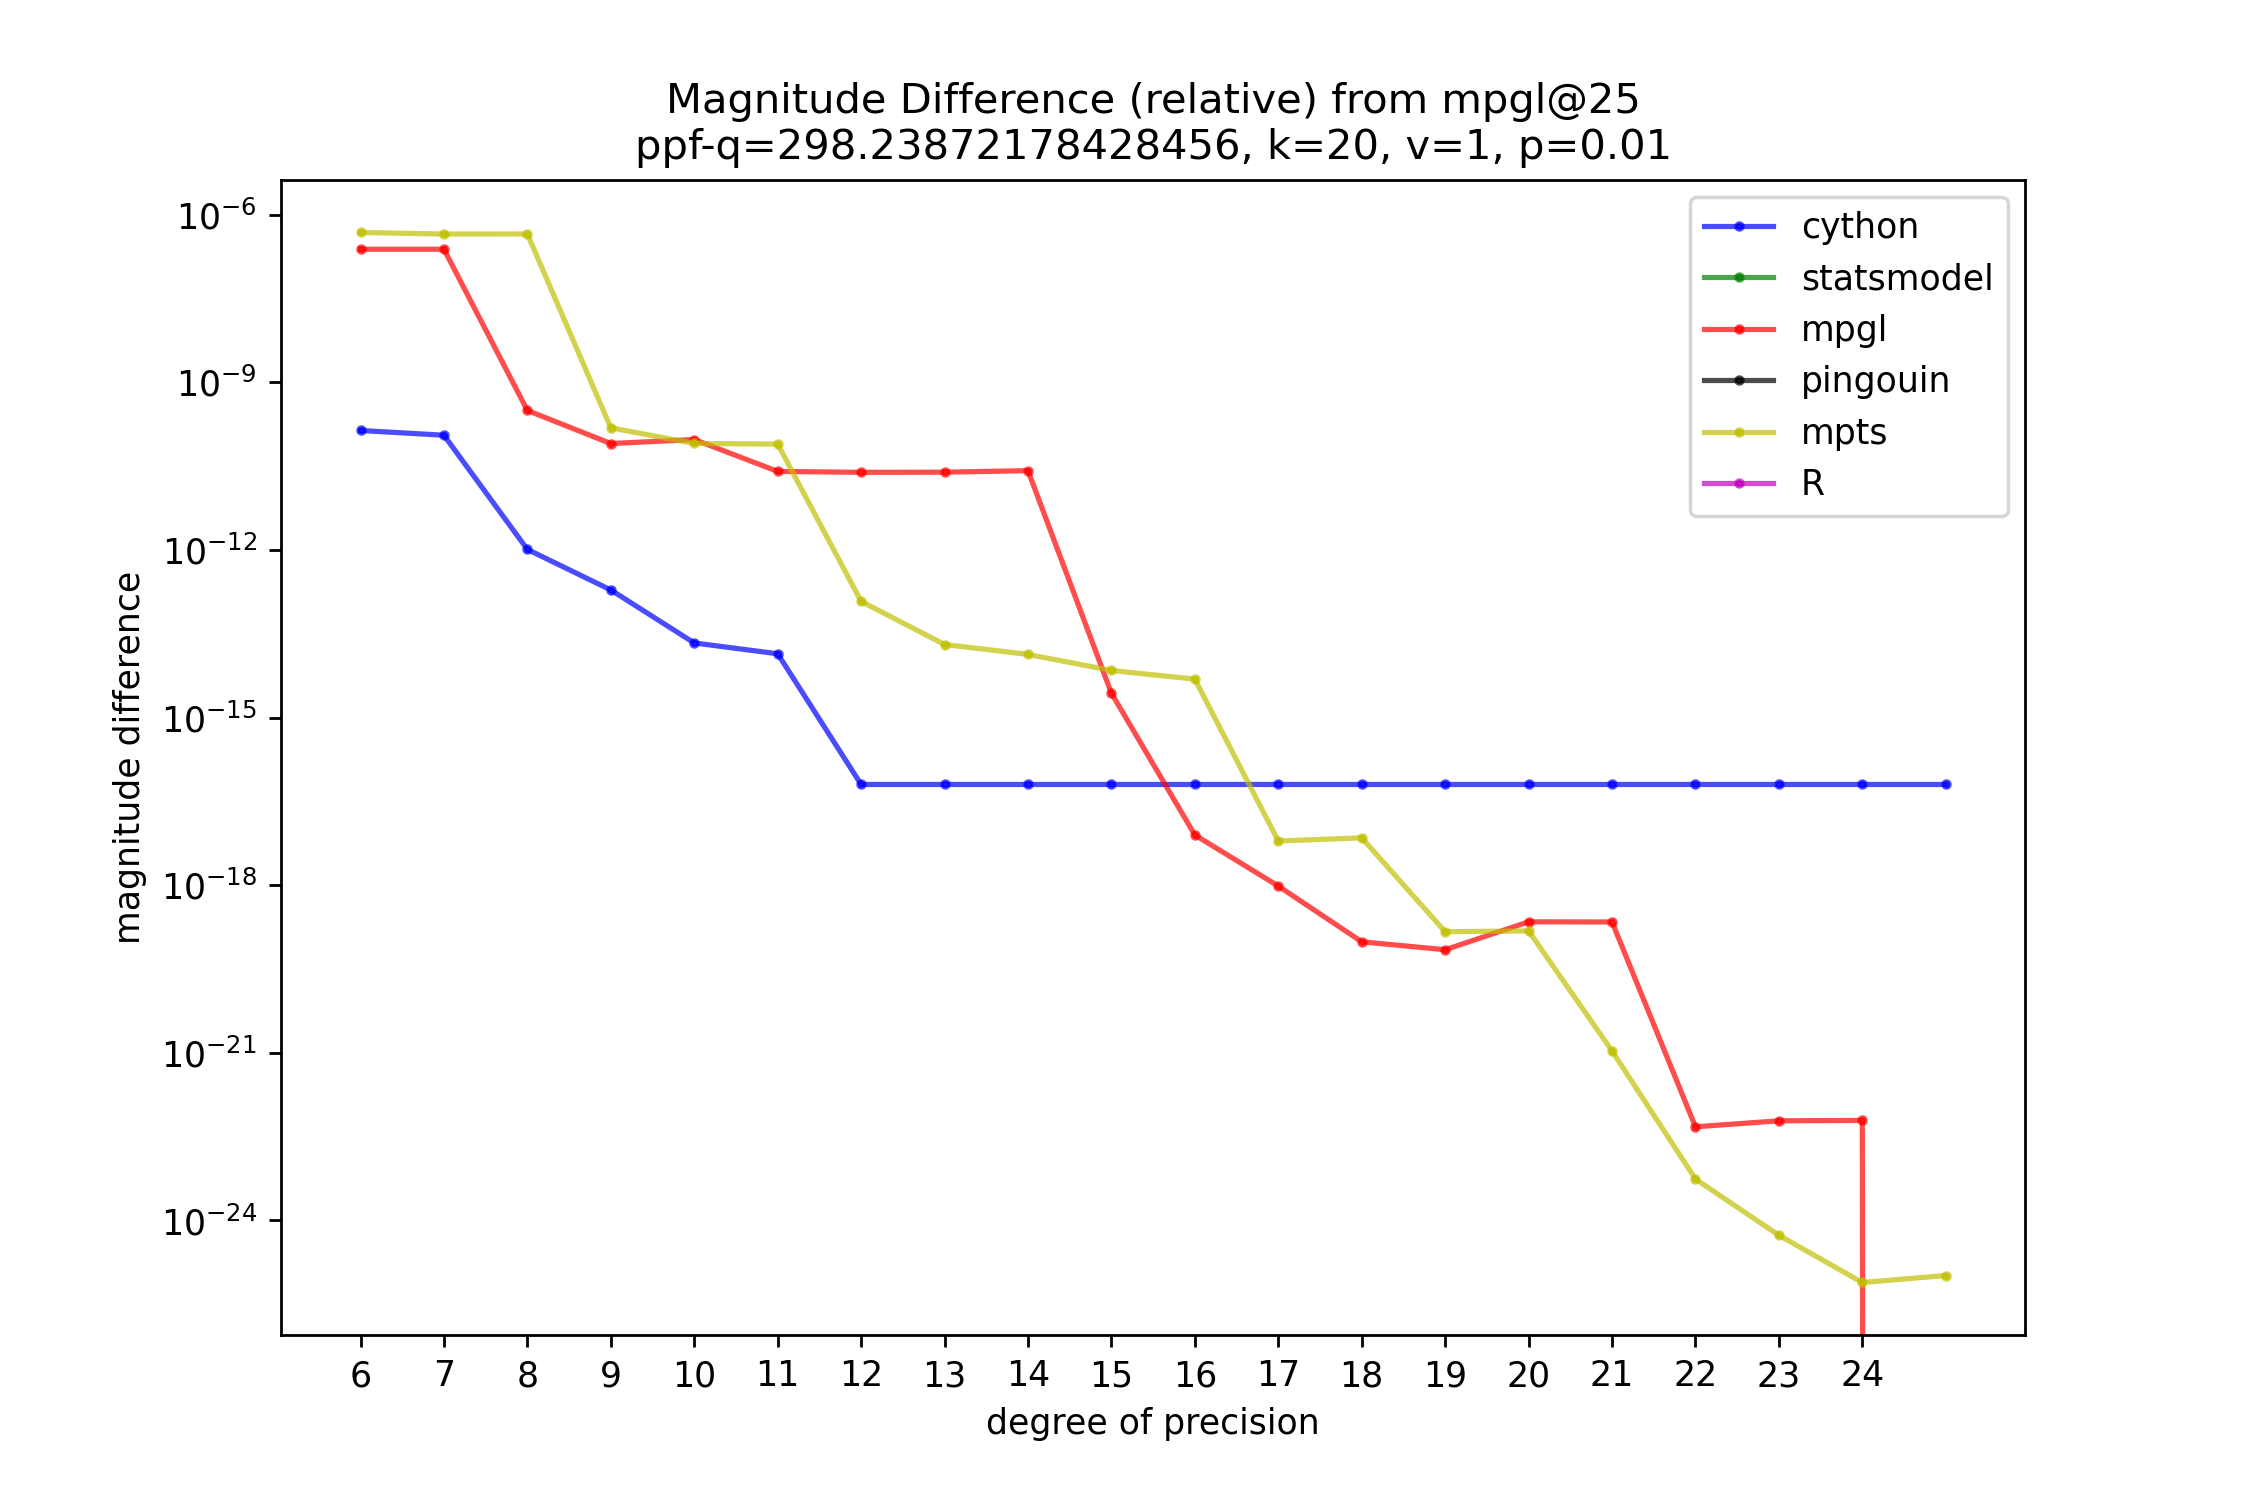 Magnitude Difference (relative) from mpgl@25
ppf-q=298.23872178428456, k=20, v=1, p=0.01
cython
statsmodel
mpgl
pingouin
mpts
R
magnitude difference
10⁻⁶
10⁻⁹
10⁻¹²
10⁻¹⁵
10⁻¹⁸
10⁻²¹
10⁻²⁴
6 7 8 9 10 11 12 13 14 15 16 17 18 19 20 21 22 23 24
degree of precision